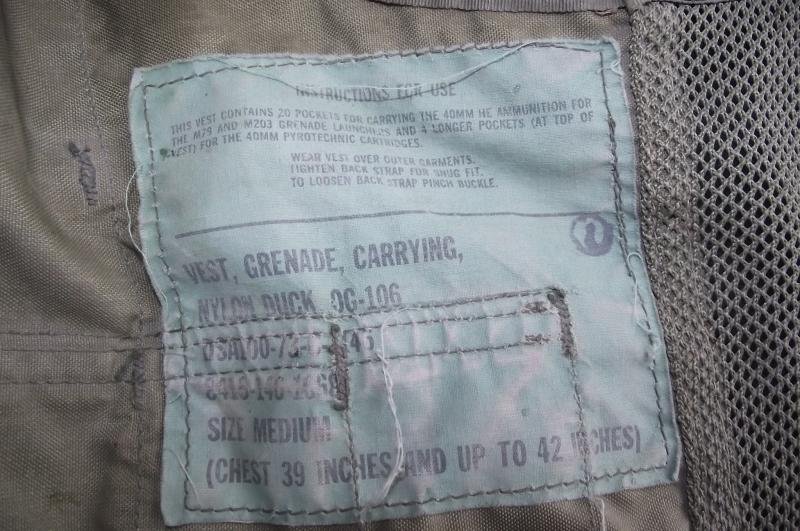 INSTRUCTIONS FOR USE
THIS VEST CONTAINS 20 POCKETS FOR CARRYING THE 40MM HE AMMUNITION FOR
THE M79 AND M203 GRENADE LAUNCHERS AND 4 LONGER POCKETS (AT TOP OF
VEST) FOR THE 40MM PYROTECHNIC CARTRIDGES.
WEAR VEST OVER OUTER GARMENTS.
TIGHTEN BACK STRAP FOR SNUG FIT.
TO LOOSEN BACK STRAP PINCH BUCKLE.
VEST, GRENADE, CARRYING,
NYLON DUCK, OG-106
SIZE MEDIUM
(CHEST 39 INCHES AND UP TO 42 INCHES)